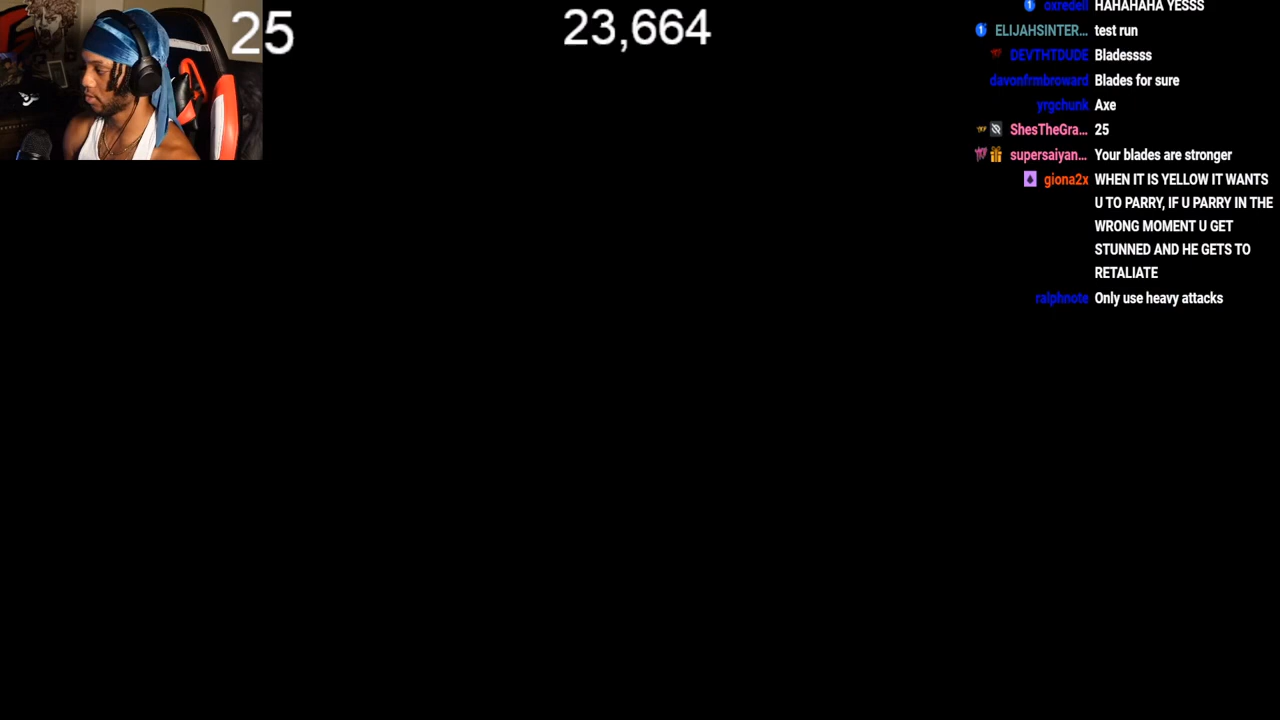 25
23,664
oxredell HAHAHAHA YESSS
ELIJAHSINTER... test run
DEVTHTDUDE Bladessss
davonfrmbroward Blades for sure
yrgchunk Axe
ShesTheGra... 25
supersaiyan... Your blades are stronger
giona2x WHEN IT IS YELLOW IT WANTS
U TO PARRY, IF U PARRY IN THE
WRONG MOMENT U GET
STUNNED AND HE GETS TO
RETALIATE
ralphnote Only use heavy attacks